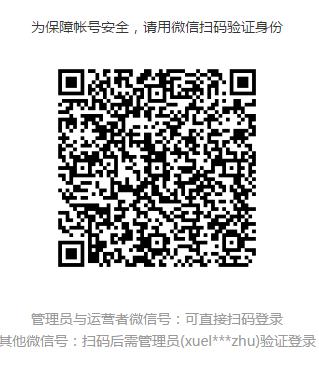 为保障帐号安全，请用微信扫码验证身份
管理员与运营者微信号：可直接扫码登录
其他微信号：扫码后需管理员(xuel***zhu)验证登录